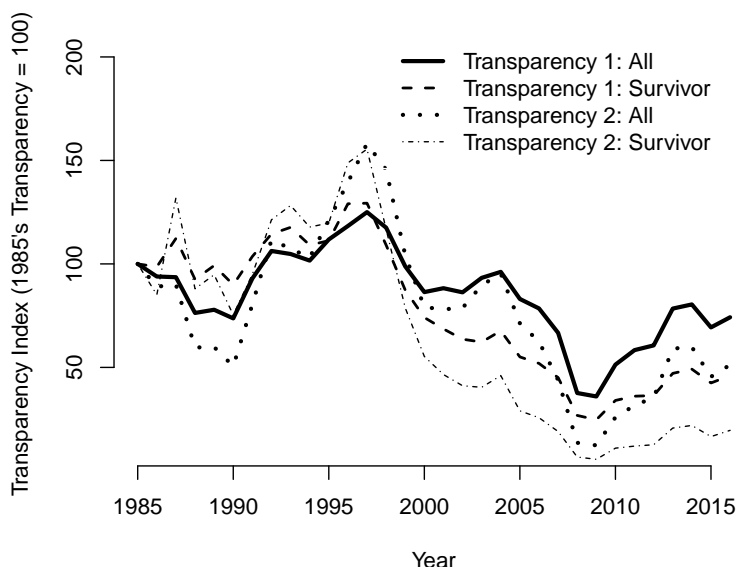 Transparency Index (1985's Transparency = 100)
200
150
100
50
Transparency 1: All
Transparency 1: Survivor
Transparency 2: All
Transparency 2: Survivor
1985 1990 1995 2000 2005 2010 2015
Year